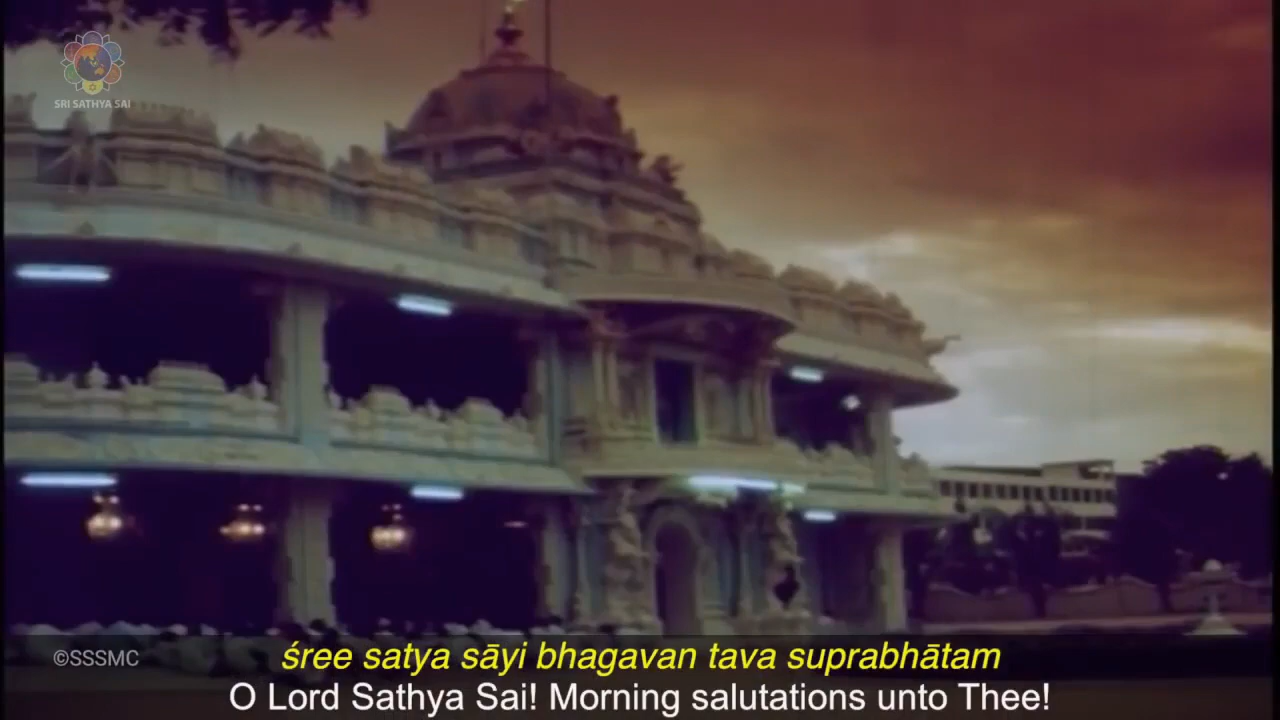 SRI SATHYA SAI
©SSSMC
śree satya sāyi bhagavan tava suprabhātam
O Lord Sathya Sai! Morning salutations unto Thee!